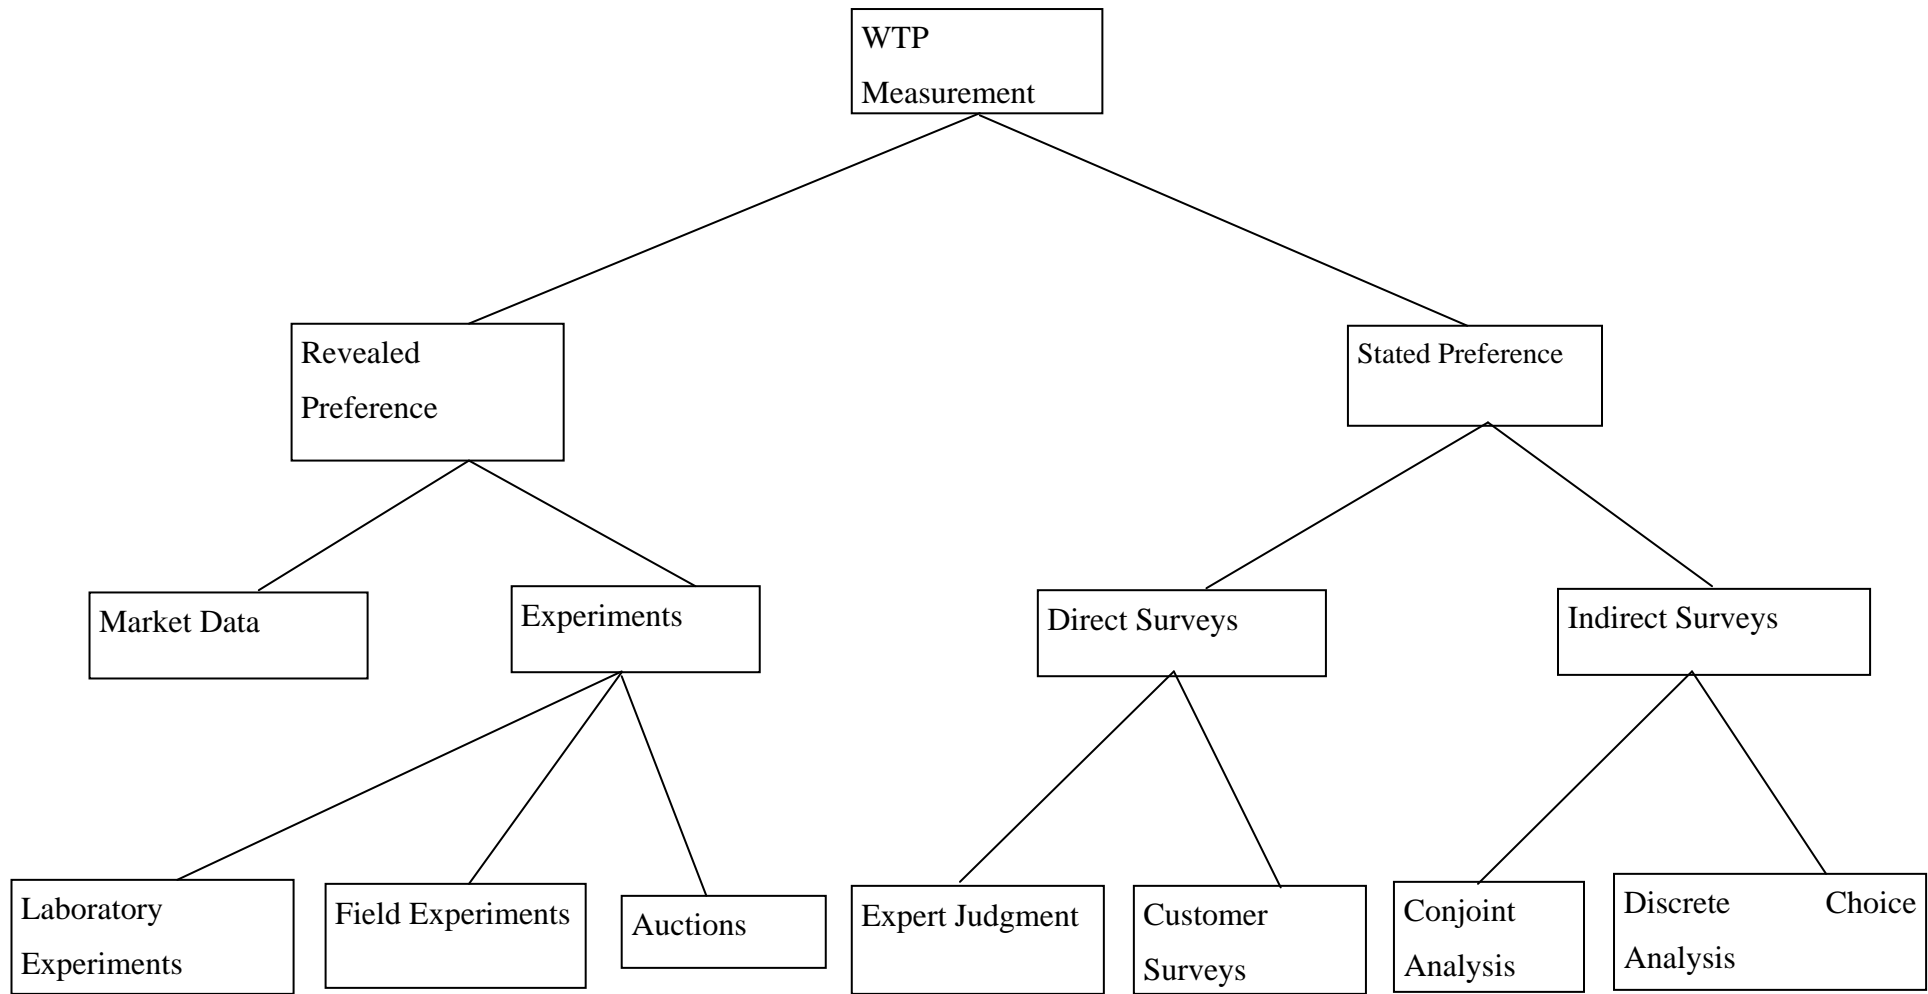 WTP
Measurement
Revealed
Preference
Stated Preference
Market Data
Experiments
Direct Surveys
Indirect Surveys
Laboratory
Experiments
Field Experiments
Auctions
Expert Judgment
Customer
Surveys
Conjoint
Analysis
Discrete Choice
Analysis